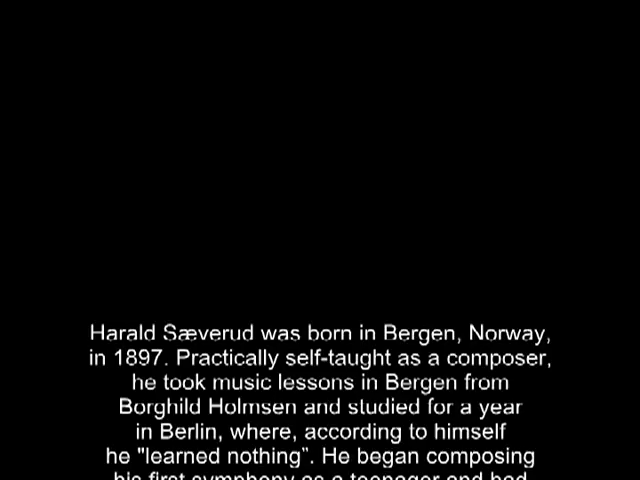 Harald Sæverud was born in Bergen, Norway,
in 1897. Practically self-taught as a composer,
he took music lessons in Bergen from
Borghild Holmsen and studied for a year
in Berlin, where, according to himself
he "learned nothing". He began composing
his first symphony as a teenager and had